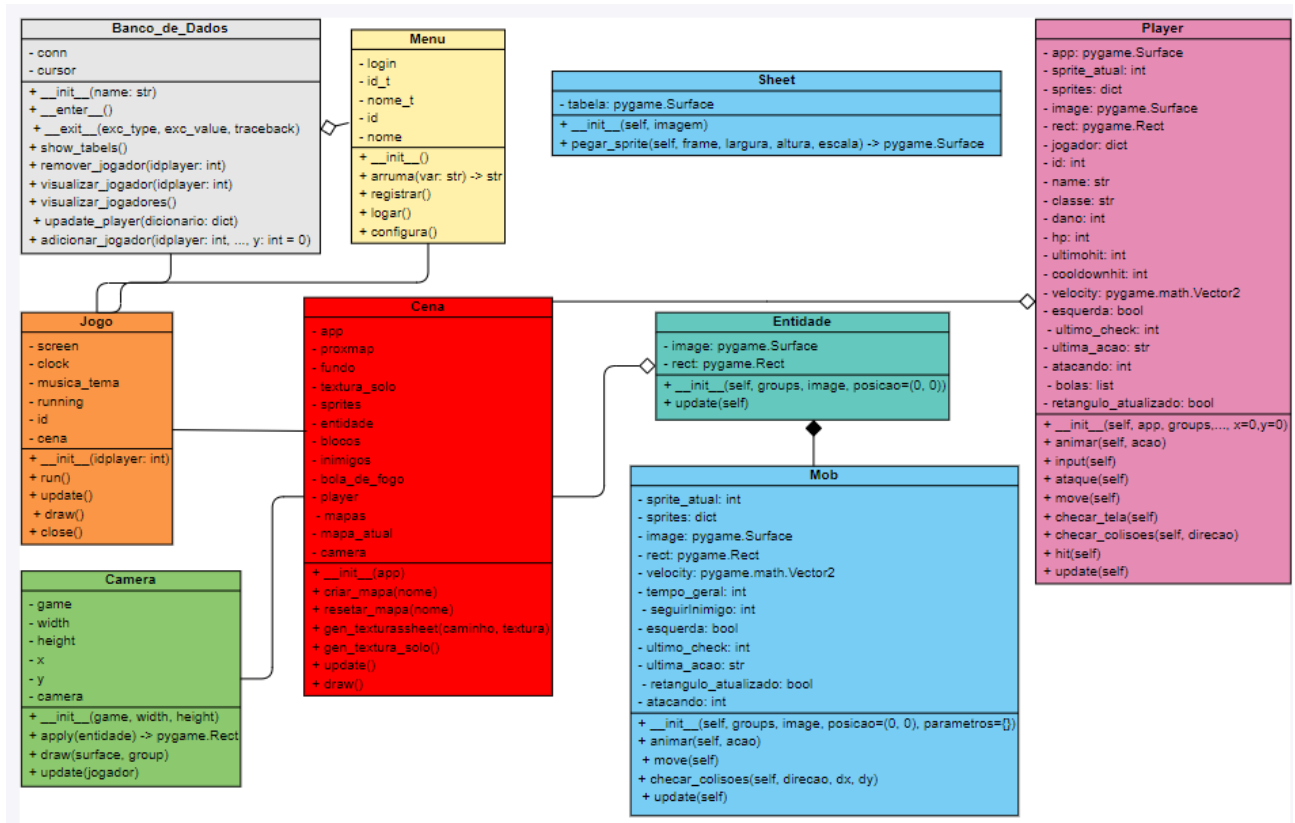 Banco_de_Dados
- conn
- cursor
+ __init__(name: str)
+ __enter__()
+ __exit__(exc_type, exc_value, traceback)
+ show_tabels()
+ remover_jogador(idplayer: int)
+ visualizar_jogador(idplayer: int)
+ visualizar_jogadores()
+ upadate_player(dicionario: dict)
+ adicionar_jogador(idplayer: int, ..., y: int = 0)
Menu
- login
- id_t
- nome_t
- id
- nome
+ __init__()
+ arruma(var: str) -> str
+ registrar()
+ logar()
+ configura()
Sheet
- tabela: pygame.Surface
+ __init__(self, imagem)
+ pegar_sprite(self, frame, largura, altura, escala) -> pygame.Surface
Player
- app: pygame.Surface
- sprite_atual: int
- sprites: dict
- image: pygame.Surface
- rect: pygame.Rect
- jogador: dict
- id: int
- name: str
- classe: str
- dano: int
- hp: int
- ultimohit: int
- cooldownhit: int
- velocity: pygame.math.Vector2
- esquerda: bool
- ultimo_check: int
- ultima_acao: str
- atacando: int
- bolas: list
- retangulo_atualizado: bool
+ __init__(self, app, groups,..., x=0,y=0)
+ animar(self, acao)
+ input(self)
+ ataque(self)
+ move(self)
+ checar_tela(self)
+ checar_colisoes(self, direcao)
+ hit(self)
+ update(self)
Jogo
- screen
- clock
- musica_tema
- running
- id
- cena
+ __init__(idplayer: int)
+ run()
+ update()
+ draw()
+ close()
Cena
- app
- proxmap
- fundo
- textura_solo
- sprites
- entidade
- blocos
- inimigos
- bola_de_fogo
- player
- mapas
- mapa_atual
- camera
+ __init__(app)
+ criar_mapa(nome)
+ resetar_mapa(nome)
+ gen_texturassheet(caminho, textura)
+ gen_textura_solo()
+ update()
+ draw()
Entidade
- image: pygame.Surface
- rect: pygame.Rect
+ __init__(self, groups, image, posicao=(0, 0))
+ update(self)
Mob
- sprite_atual: int
- sprites: dict
- image: pygame.Surface
- rect: pygame.Rect
- velocity: pygame.math.Vector2
- tempo_geral: int
- seguirInimigo: int
- esquerda: bool
- ultimo_check: int
- ultima_acao: str
- retangulo_atualizado: bool
- atacando: int
+ __init__(self, groups, image, posicao=(0, 0), parametros={})
+ animar(self, acao)
+ move(self)
+ checar_colisoes(self, direcao, dx, dy)
+ update(self)
Camera
- game
- width
- height
- x
- y
- camera
+ __init__(game, width, height)
+ apply(entidade) -> pygame.Rect
+ draw(surface, group)
+ update(jogador)